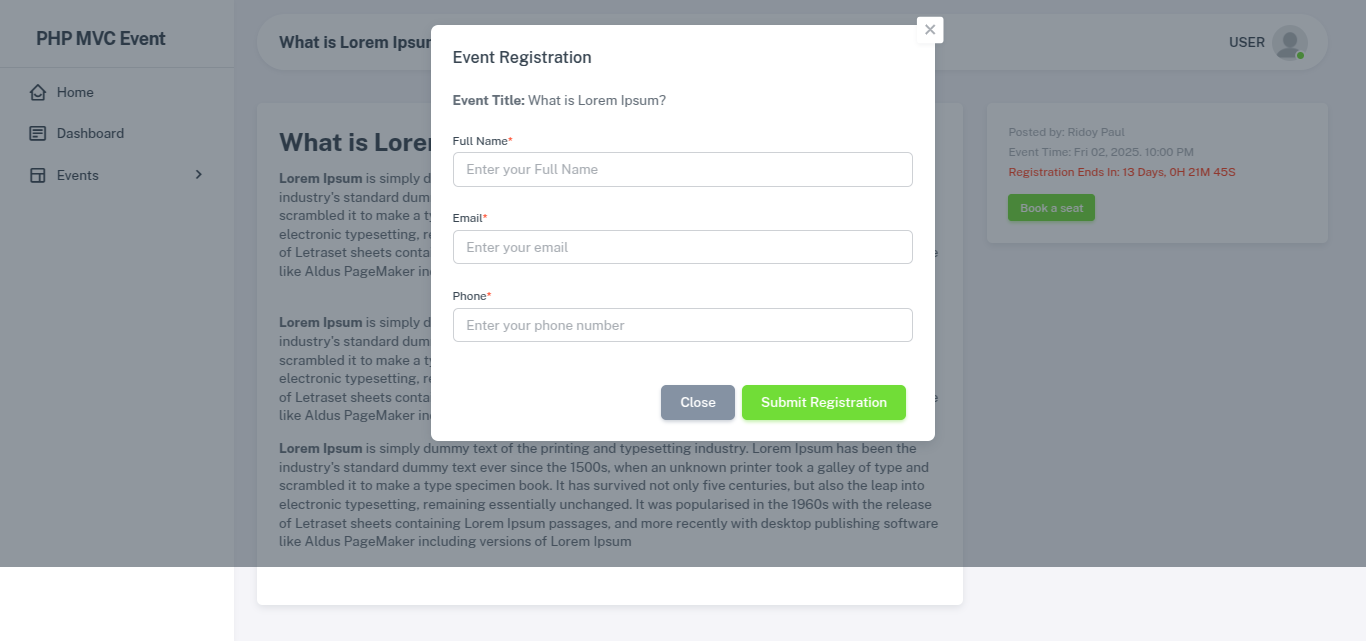 PHP MVC Event
Home
Dashboard
Events
What is Lorem Ipsu
USER
×
Event Registration
Event Title: What is Lorem Ipsum?
Full Name*
Enter your Full Name
Email*
Enter your email
Phone*
Enter your phone number
Close
Submit Registration
What is Lore
Lorem Ipsum is simply d
industry's standard dum
scrambled it to make a ty
electronic typesetting, re
of Letraset sheets conta
like Aldus PageMaker in
Lorem Ipsum is simply d
industry's standard dum
scrambled it to make a ty
electronic typesetting, re
of Letraset sheets conta
like Aldus PageMaker in
Lorem Ipsum is simply dummy text of the printing and typesetting industry. Lorem Ipsum has been the
industry's standard dummy text ever since the 1500s, when an unknown printer took a galley of type and
scrambled it to make a type specimen book. It has survived not only five centuries, but also the leap into
electronic typesetting, remaining essentially unchanged. It was popularised in the 1960s with the release
of Letraset sheets containing Lorem Ipsum passages, and more recently with desktop publishing software
like Aldus PageMaker including versions of Lorem Ipsum
Posted by: Ridoy Paul
Event Time: Fri 02, 2025. 10:00 PM
Registration Ends In: 13 Days, 0H 21M 45S
Book a seat